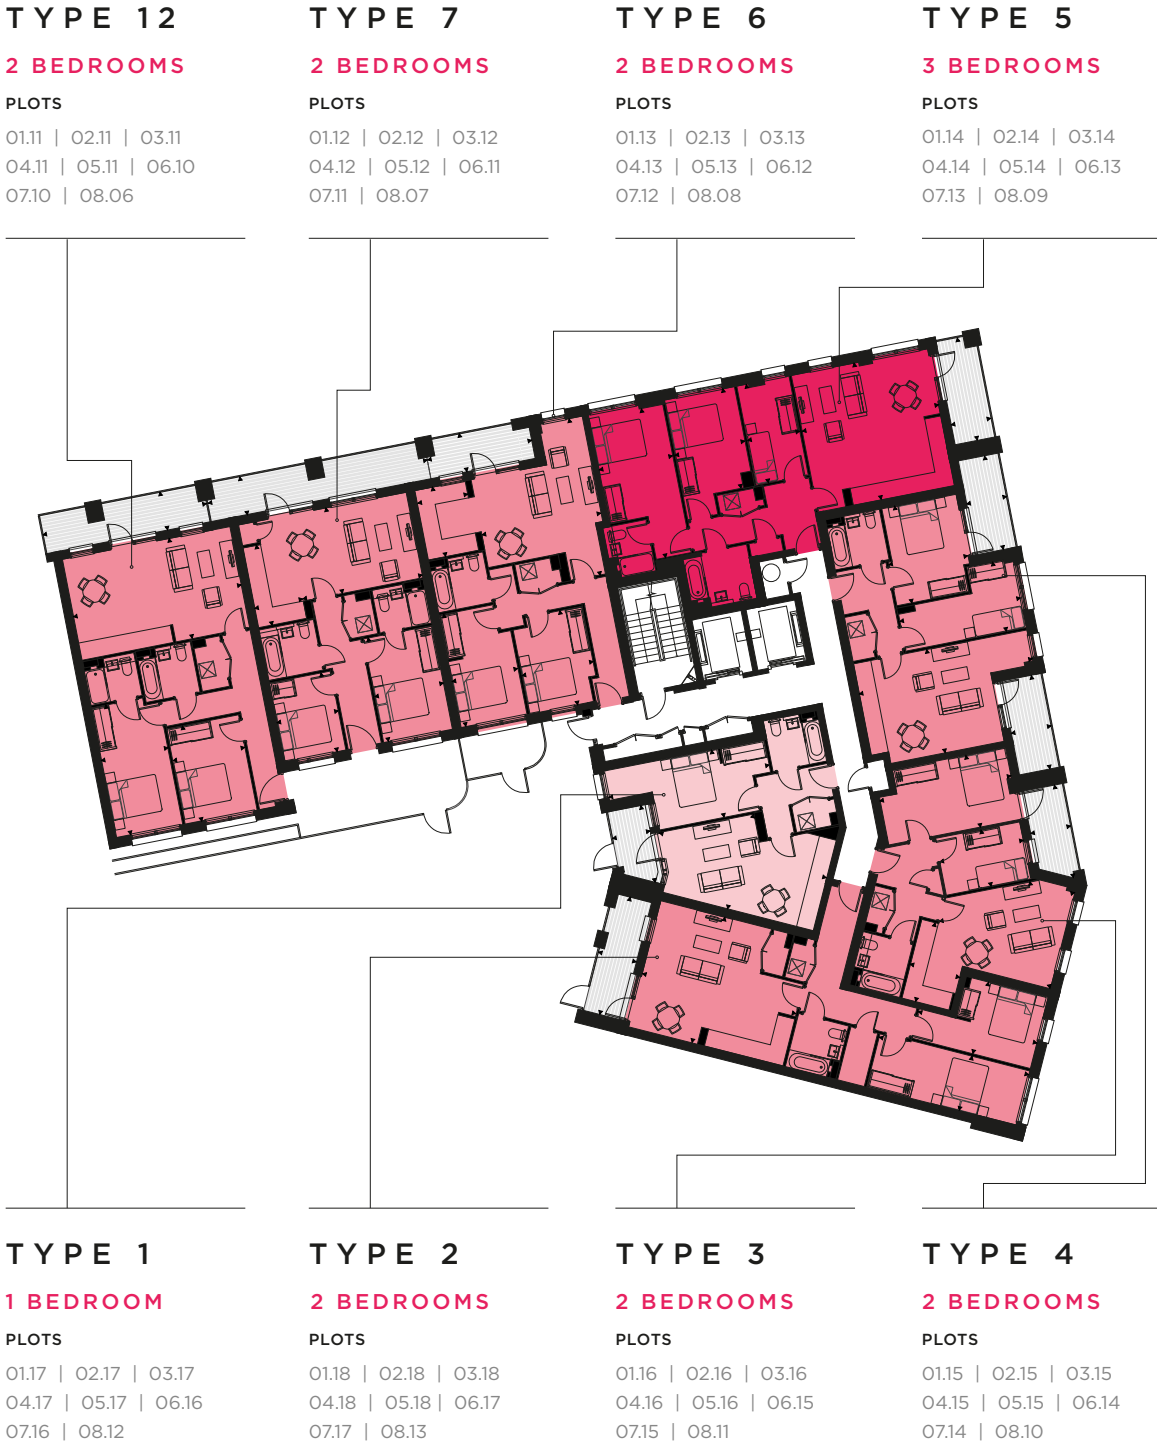 TYPE 12
2 BEDROOMS
PLOTS
01.11 | 02.11 | 03.11
04.11 | 05.11 | 06.10
07.10 | 08.06
TYPE 7
2 BEDROOMS
PLOTS
01.12 | 02.12 | 03.12
04.12 | 05.12 | 06.11
07.11 | 08.07
TYPE 6
2 BEDROOMS
PLOTS
01.13 | 02.13 | 03.13
04.13 | 05.13 | 06.12
07.12 | 08.08
TYPE 5
3 BEDROOMS
PLOTS
01.14 | 02.14 | 03.14
04.14 | 05.14 | 06.13
07.13 | 08.09
TYPE 1
1 BEDROOM
PLOTS
01.17 | 02.17 | 03.17
04.17 | 05.17 | 06.16
07.16 | 08.12
TYPE 2
2 BEDROOMS
PLOTS
01.18 | 02.18 | 03.18
04.18 | 05.18 | 06.17
07.17 | 08.13
TYPE 3
2 BEDROOMS
PLOTS
01.16 | 02.16 | 03.16
04.16 | 05.16 | 06.15
07.15 | 08.11
TYPE 4
2 BEDROOMS
PLOTS
01.15 | 02.15 | 03.15
04.15 | 05.15 | 06.14
07.14 | 08.10